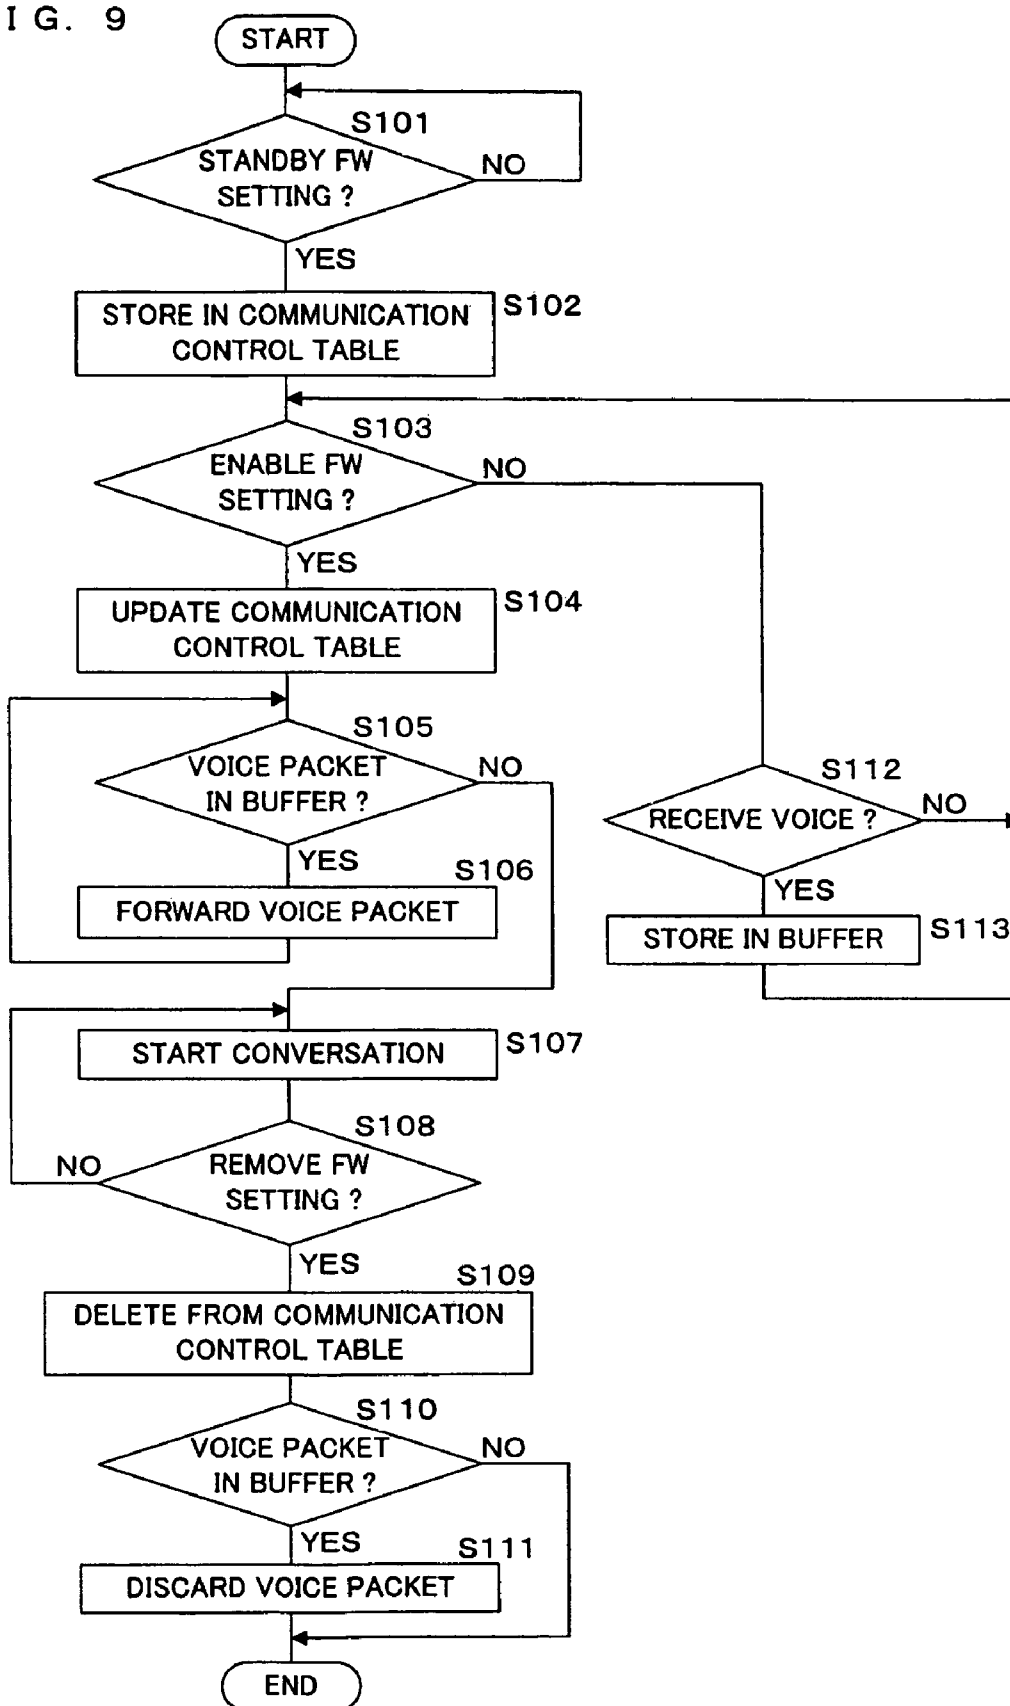 I G. 9
START
S101
STANDBY FW
SETTING ?
NO
YES
S102
STORE IN COMMUNICATION
CONTROL TABLE
S103
ENABLE FW
SETTING ?
NO
YES
S104
UPDATE COMMUNICATION
CONTROL TABLE
S105
VOICE PACKET
IN BUFFER ?
NO
YES
S106
FORWARD VOICE PACKET
S112
RECEIVE VOICE ?
NO
YES
S113
STORE IN BUFFER
S107
START CONVERSATION
S108
REMOVE FW
SETTING ?
NO
YES
S109
DELETE FROM COMMUNICATION
CONTROL TABLE
S110
VOICE PACKET
IN BUFFER ?
NO
YES
S111
DISCARD VOICE PACKET
END